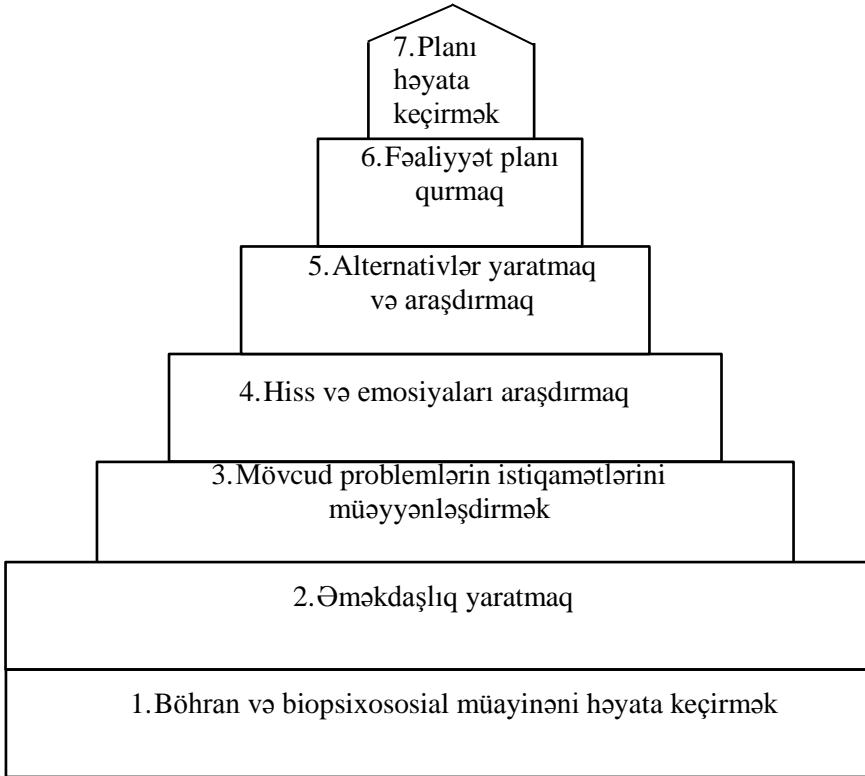 7.Planı
həyata
keçirmək
6.Fəaliyyət planı
qurmaq
5.Alternativlər yaratmaq
və araşdırmaq
4.Hiss və emosiyaları araşdırmaq
3.Mövcud problemlərin istiqamətlərini
müəyyənləşdirmək
2.Əməkdaşlıq yaratmaq
1.Böhran və biopsixososial müayinəni həyata keçirmək